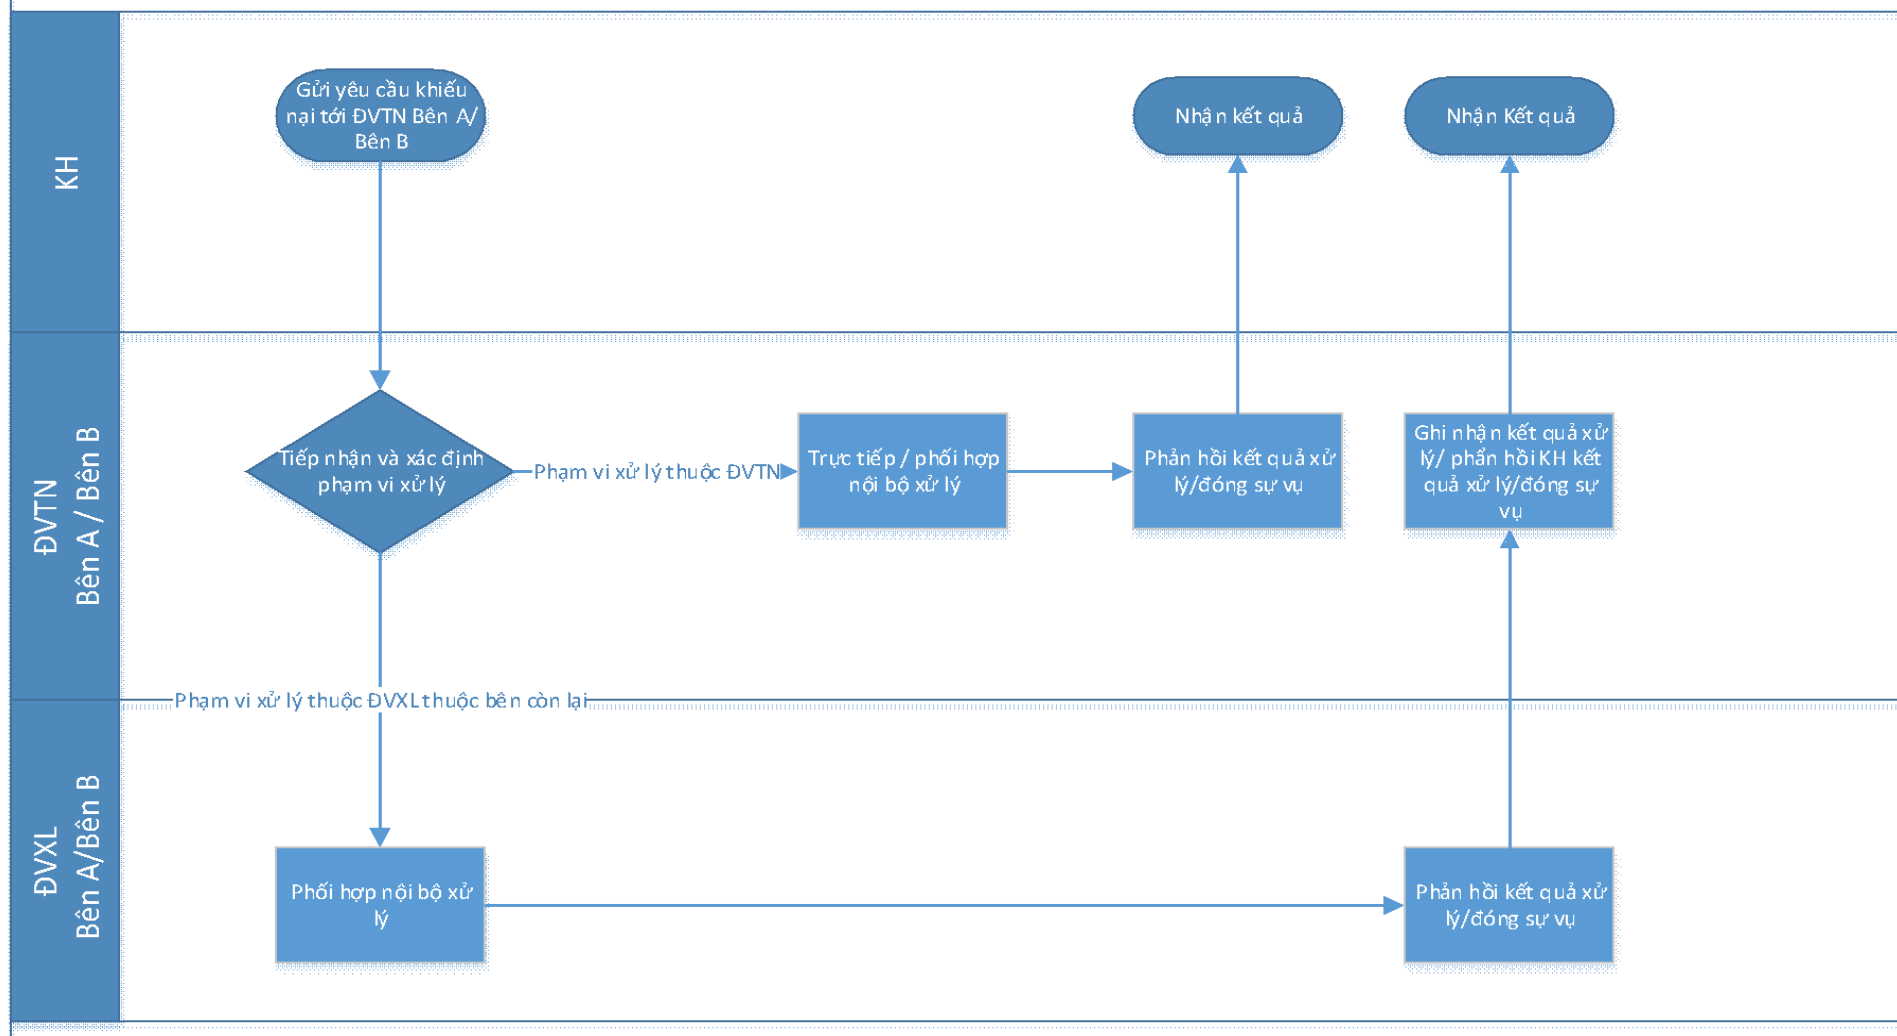 KH
Gửi yêu cầu khiếu
nại tới ĐVTN Bên A/
Bên B
Nhận kết quả
Nhận Kết quả
ĐVTN
Bên A / Bên B
Tiếp nhận và xác định
phạm vi xử lý
Phạm vi xử lý thuộc ĐVTN
Trực tiếp / phối hợp
nội bộ xử lý
Phản hồi kết quả xử
lý/đóng sự vụ
Ghi nhận kết quả xử
lý/ phẩn hồi KH kết
quả xử lý/đóng sự
vụ
Phạm vi xử lý thuộc ĐVXL thuộc bên còn lại
ĐVXL
Bên A/Bên B
Phối hợp nội bộ xử
lý
Phản hồi kết quả xử
lý/đóng sự vụ